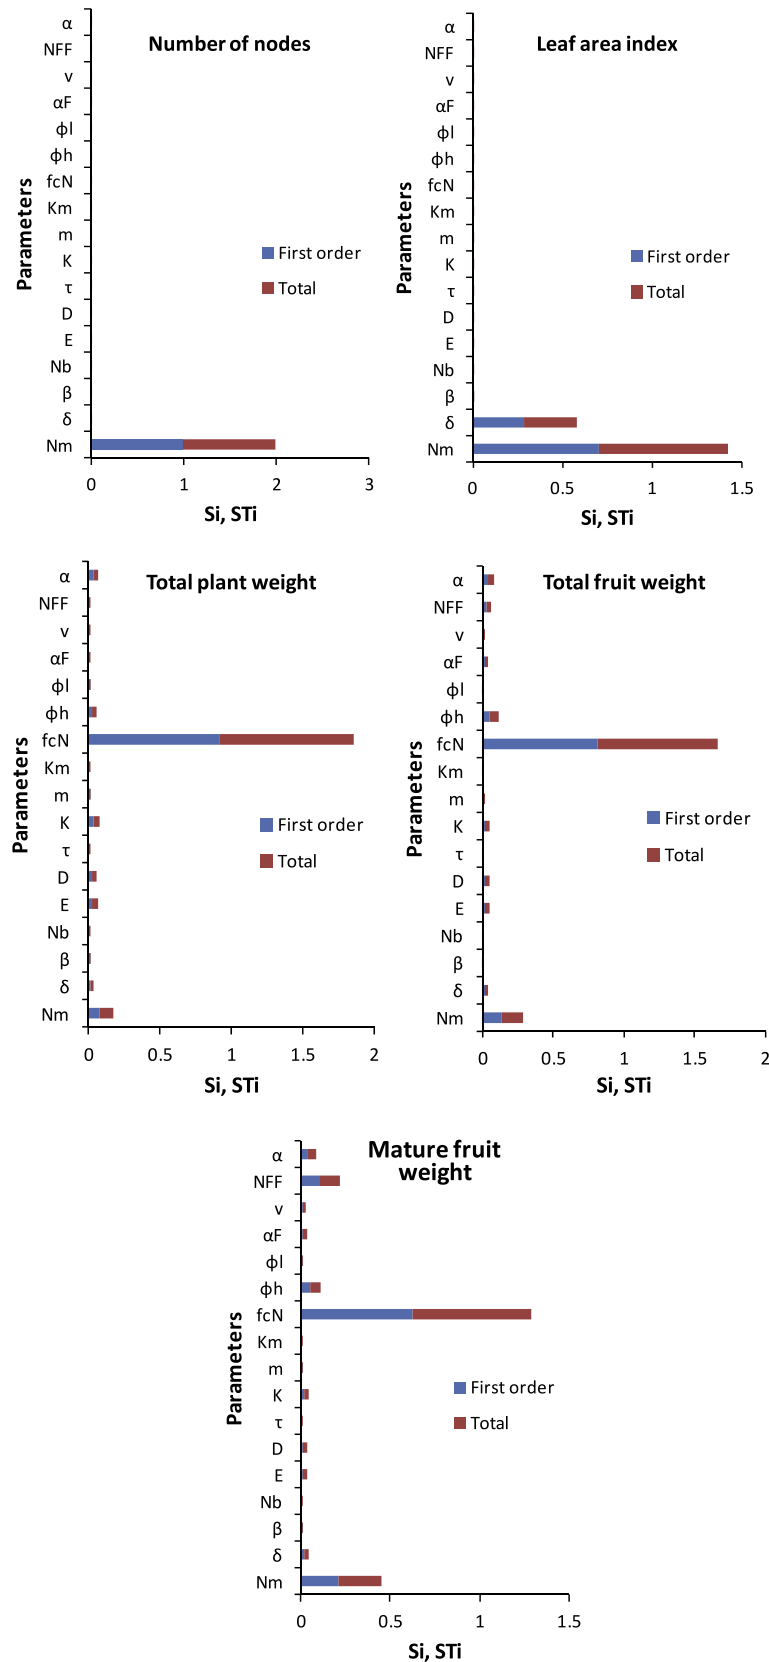 Number of nodes
Parameters
α
NFF
v
αF
ϕl
ϕh
fcN
Km
m
K
τ
D
E
Nb
β
δ
Nm
First order
Total
0 1 2 3
Si, STi
Leaf area index
Parameters
α
NFF
v
αF
ϕl
ϕh
fcN
Km
m
K
τ
D
E
Nb
β
δ
Nm
First order
Total
0 0.5 1 1.5
Si, STi
Total plant weight
Parameters
α
NFF
v
αF
ϕl
ϕh
fcN
Km
m
K
τ
D
E
Nb
β
δ
Nm
First order
Total
0 0.5 1 1.5 2
Si, STi
Total fruit weight
Parameters
α
NFF
v
αF
ϕl
ϕh
fcN
Km
m
K
τ
D
E
Nb
β
δ
Nm
First order
Total
0 0.5 1 1.5 2
Si, STi
Mature fruit
weight
Parameters
α
NFF
v
αF
ϕl
ϕh
fcN
Km
m
K
τ
D
E
Nb
β
δ
Nm
First order
Total
0 0.5 1 1.5
Si, STi